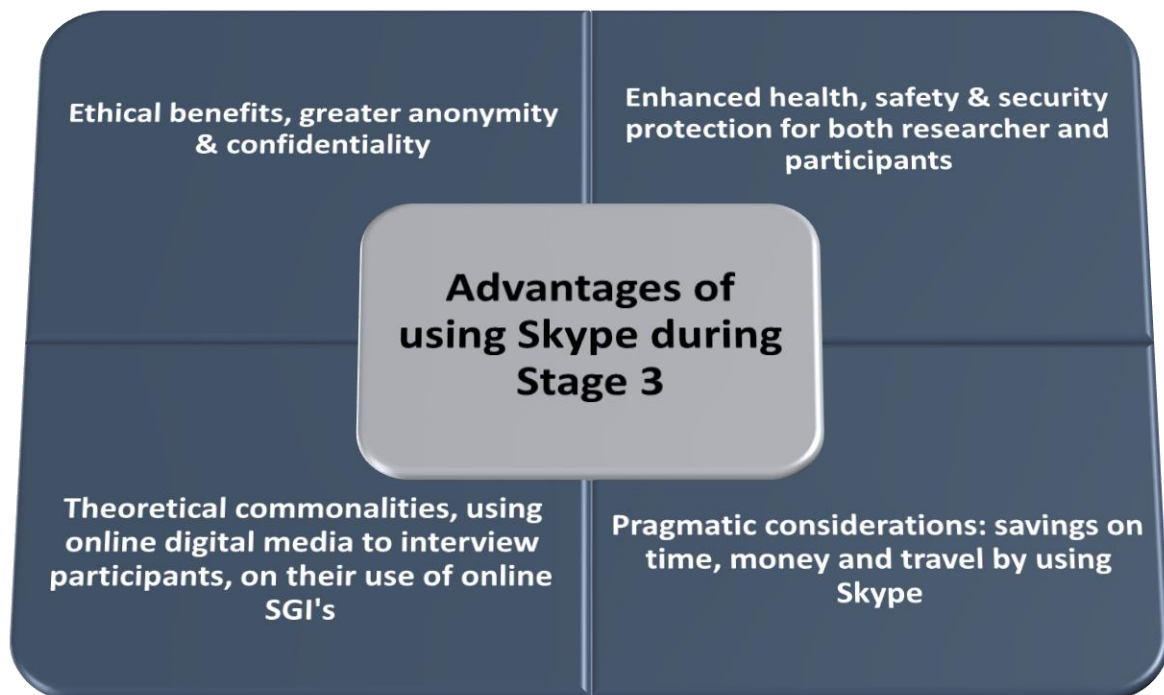 Ethical benefits, greater anonymity
& confidentiality
Enhanced health, safety & security
protection for both researcher and
participants
Advantages of
using Skype during
Stage 3
Theoretical commonalities, using
online digital media to interview
participants, on their use of online
SGI's
Pragmatic considerations: savings on
time, money and travel by using
Skype